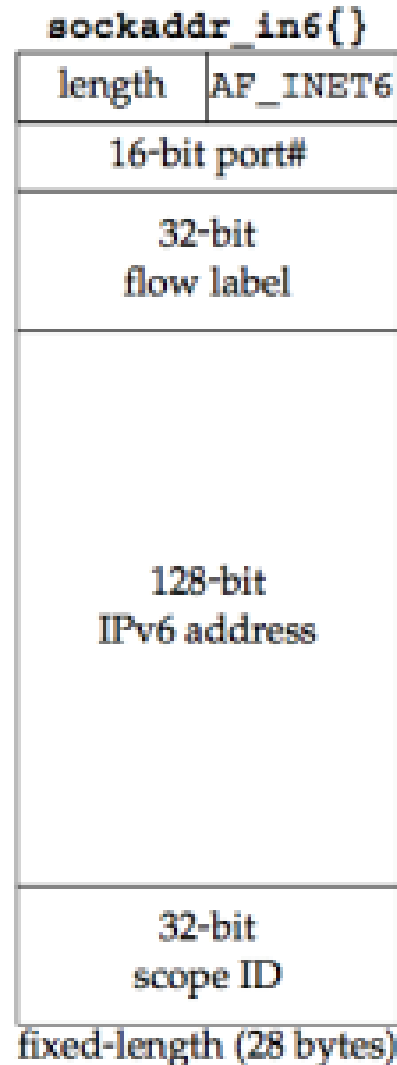 sockaddr_in6{}
length AF_INET6
16-bit port#
32-bit
flow label
128-bit
IPv6 address
32-bit
scope ID
fixed-length (28 bytes)